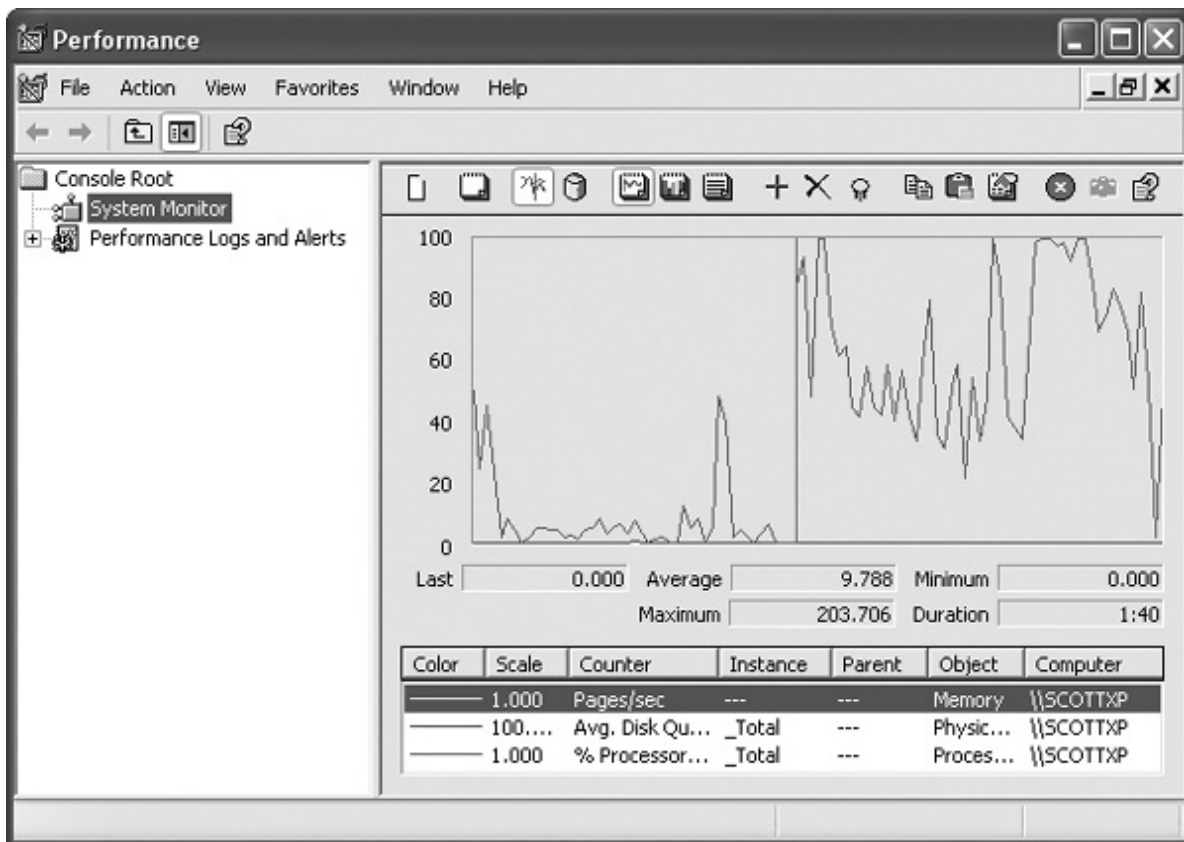 Performance
File Action View Favorites Window Help
Console Root
System Monitor
Performance Logs and Alerts
100
80
60
40
20
0
Last 0.000 Average 9.788 Minimum 0.000
Maximum 203.706 Duration 1:40
Color Scale Counter Instance Parent Object Computer
1.000 Pages/sec --- --- Memory \\SCOTTXP
100.... Avg. Disk Qu... _Total --- Physic... \\SCOTTXP
1.000 % Processor... _Total --- Proces... \\SCOTTXP